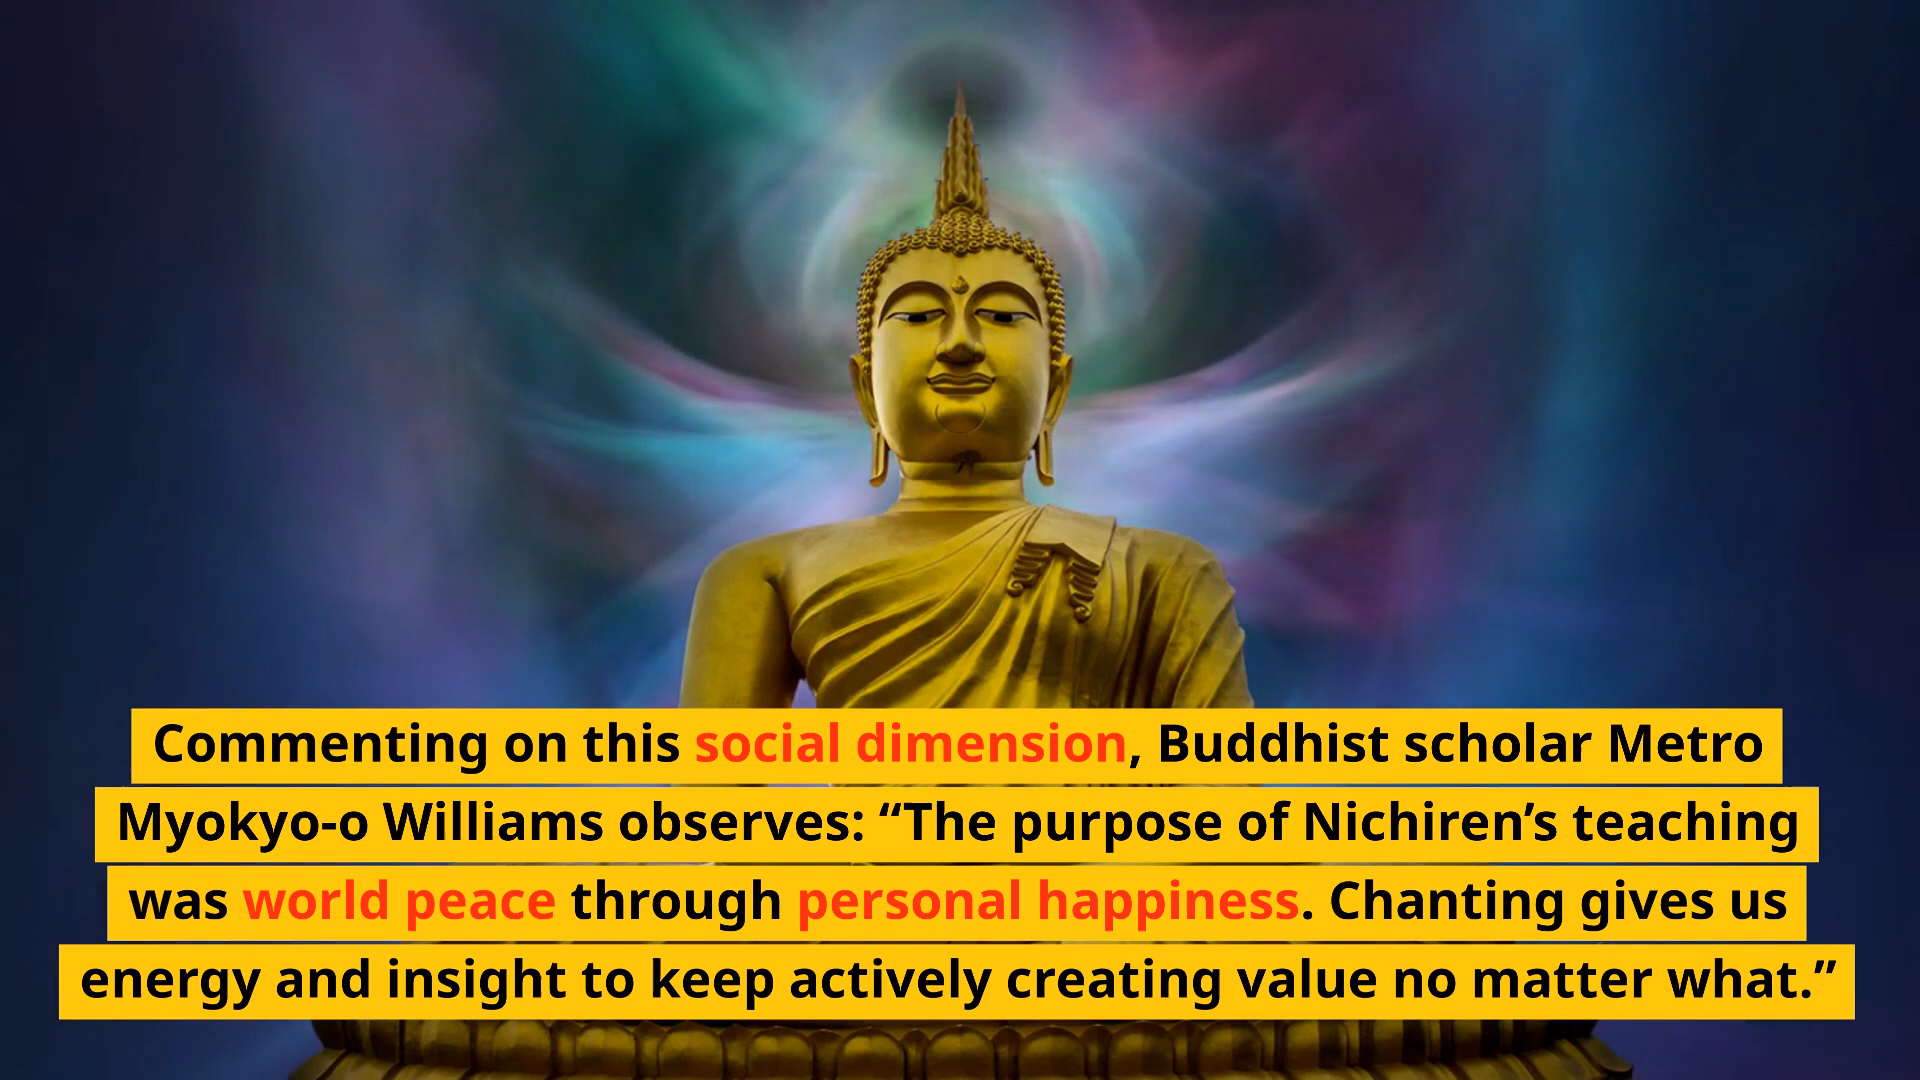 Commenting on this social dimension, Buddhist scholar Metro
Myokyo-o Williams observes: “The purpose of Nichiren’s teaching
was world peace through personal happiness. Chanting gives us
energy and insight to keep actively creating value no matter what.”